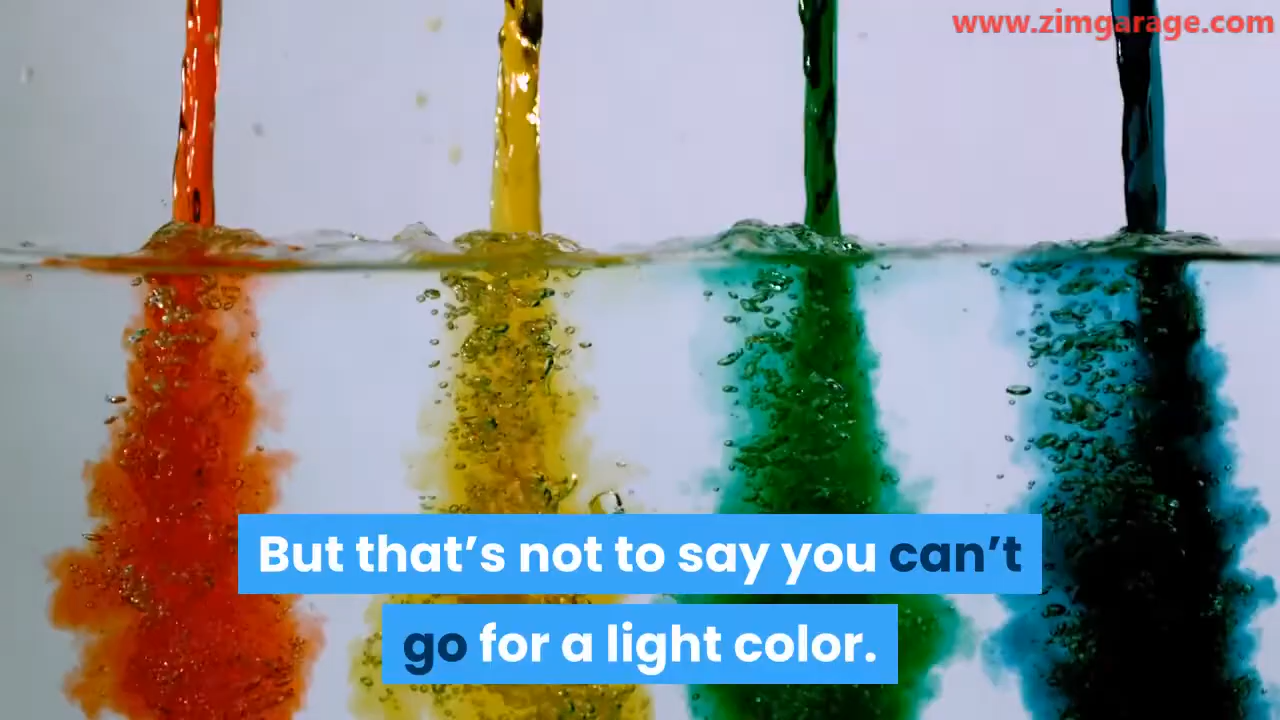 www.zimgarage.com
But that’s not to say you can’t
go for a light color.